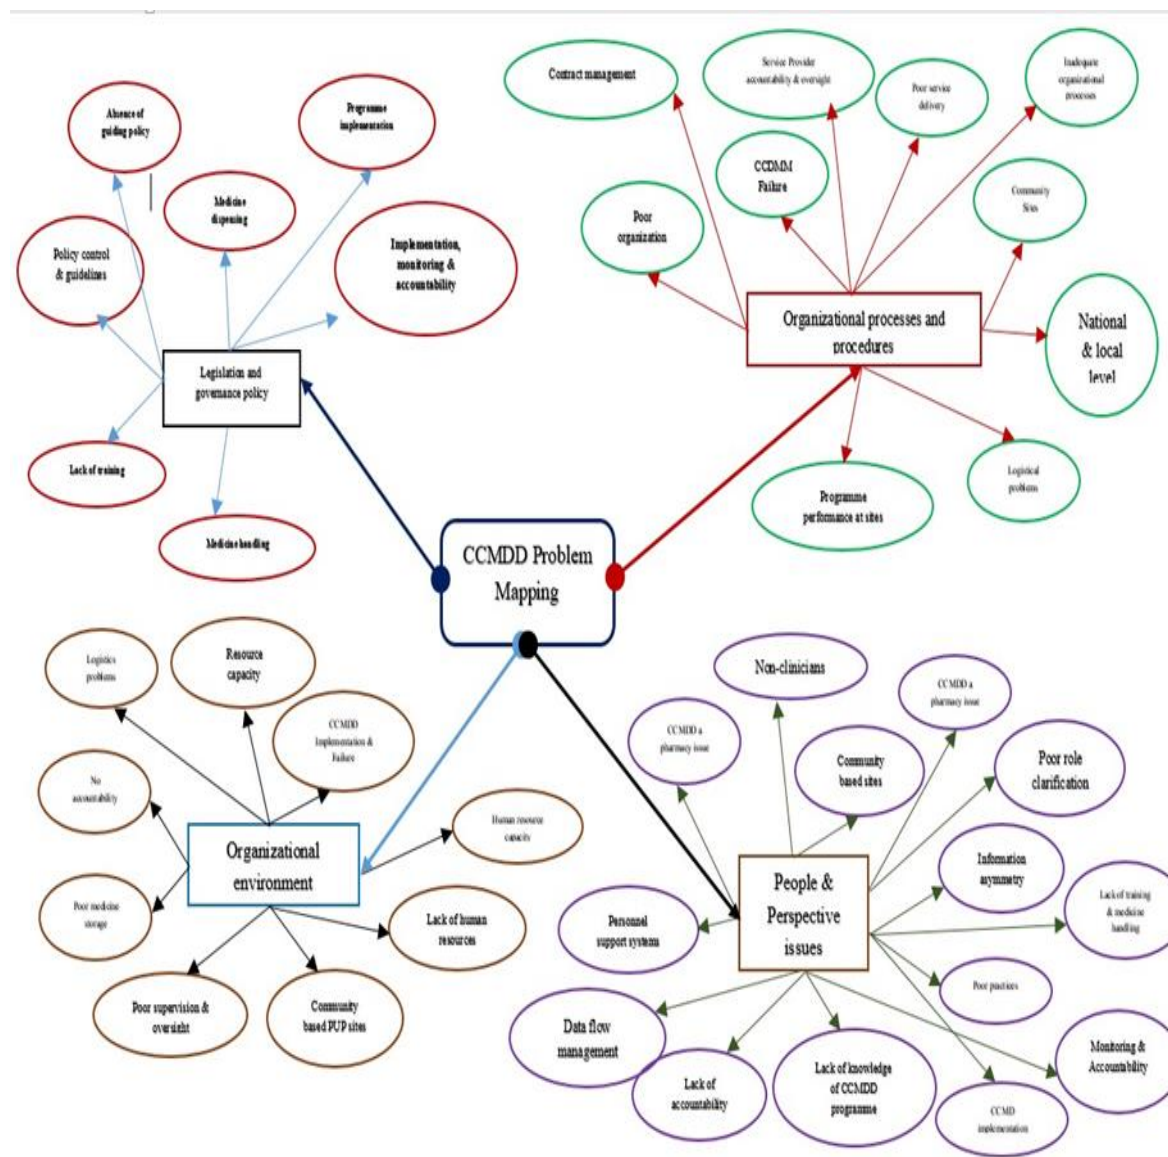 Absence of
guiding policy
Programme
implementation
Medicine
dispensing
Policy control
& guidelines
Implementation,
monitoring &
accountability
Legislation and
governance policy
Lack of training
Medicine handling
Contract management
Service Provider
accountability & oversight
Poor service
delivery
Inadequate
organizational
processes
CCDMM
Failure
Community
Sites
Poor
organization
Organizational processes and
procedures
National
& local
level
Programme
performance at sites
Logistical
problems
CCMDD Problem
Mapping
Logistics
problems
Resource
capacity
CCMDD
Implementation &
Failure
No
accountability
Human resource
capacity
Organizational
environment
Poor medicine
storage
Lack of human
resources
Poor supervision &
oversight
Community
based PUP sites
Non-clinicians
CCMDD a
pharmacy issue
CCMDD a
pharmacy issue
Community
based sites
Poor role
clarification
Information
asymmetry
People &
Perspective
issues
Lack of training
& medicine
handling
Personnel
support systems
Poor practices
Data flow
management
Lack of
accountability
Lack of knowledge
of CCMDD
programme
Monitoring &
Accountability
CCMD
implementation